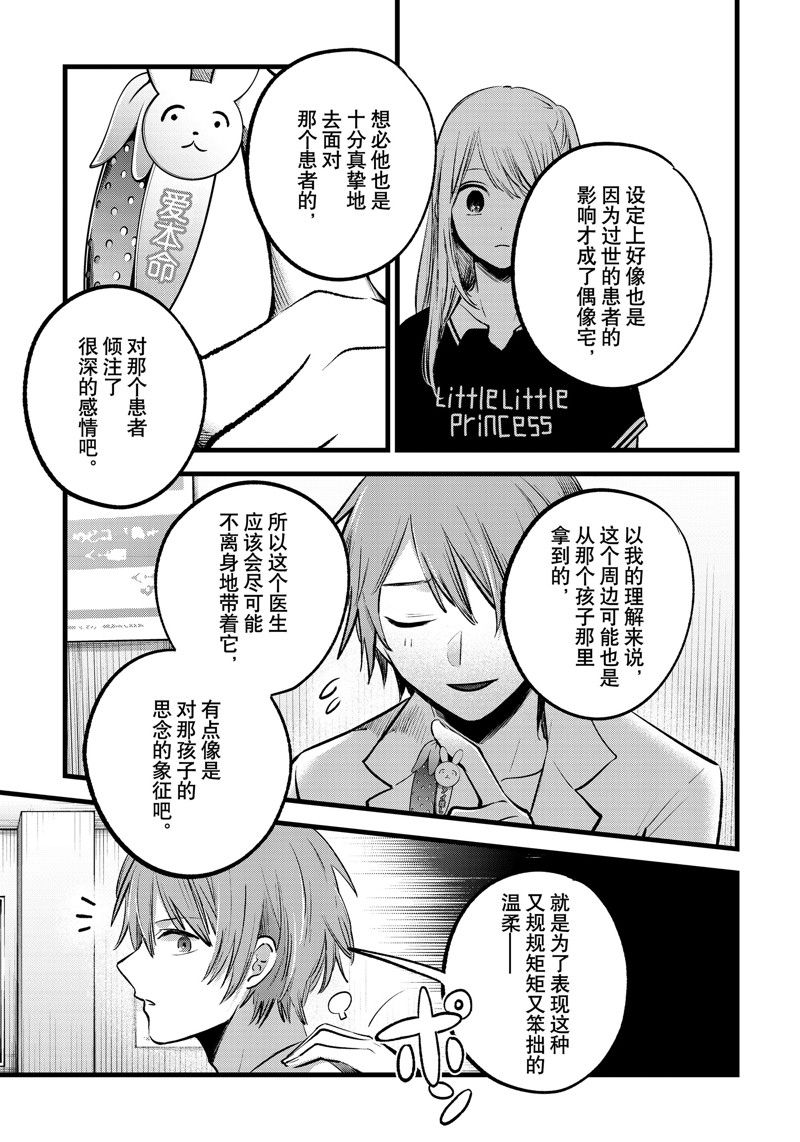 设定上好像也是
因为过世的患者的
影响才成了偶像宅，
LittleLittle
Princess
想必他也是
十分真挚地
去面对
那个患者的，
爱本命
对那个患者
倾注了
很深的感情吧。
以我的理解来说，
这个周边可能也是
从那个孩子那里
拿到的，
所以这个医生
应该会尽可能
不离身地带着它，
有点像是
对那孩子的
思念的象征吧。
就是为了表现这种
又规规矩矩又笨拙的
温柔——